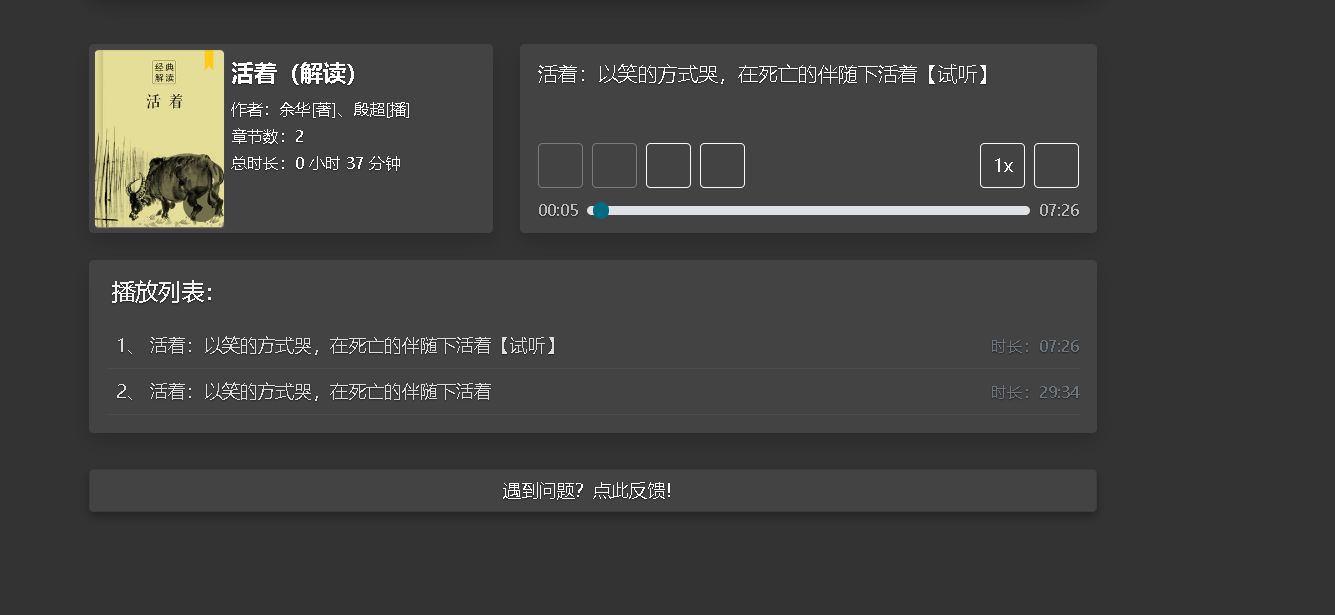 经典
解读
活着
活着（解读）
作者：余华[著]、殷超[播]
章节数：2
总时长：0 小时 37 分钟
活着：以笑的方式哭，在死亡的伴随下活着【试听】
1x
00:05
07:26
播放列表：
1、 活着：以笑的方式哭，在死亡的伴随下活着【试听】 时长：07:26
2、 活着：以笑的方式哭，在死亡的伴随下活着 时长：29:34
遇到问题？点此反馈!